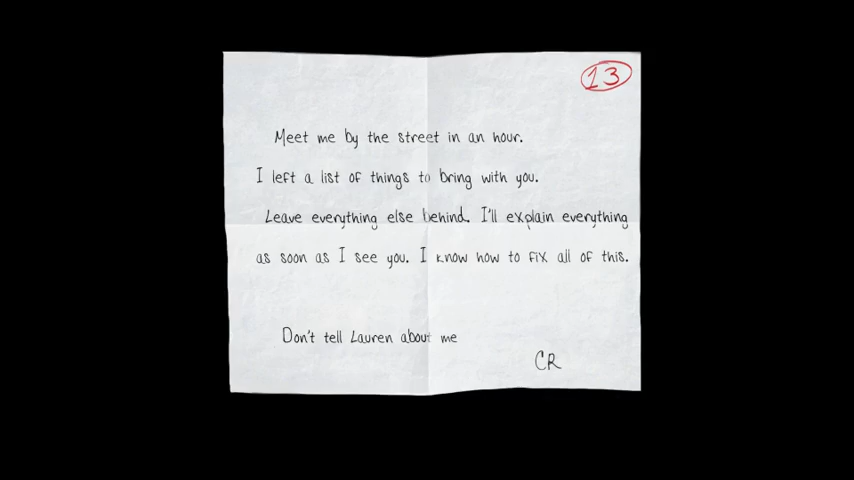 13
Meet me by the street in an hour.
I left a list of things to bring with you.
Leave everything else behind. I'll explain everything
as soon as I see you. I know how to fix all of this.
Don't tell Lauren about me
CR